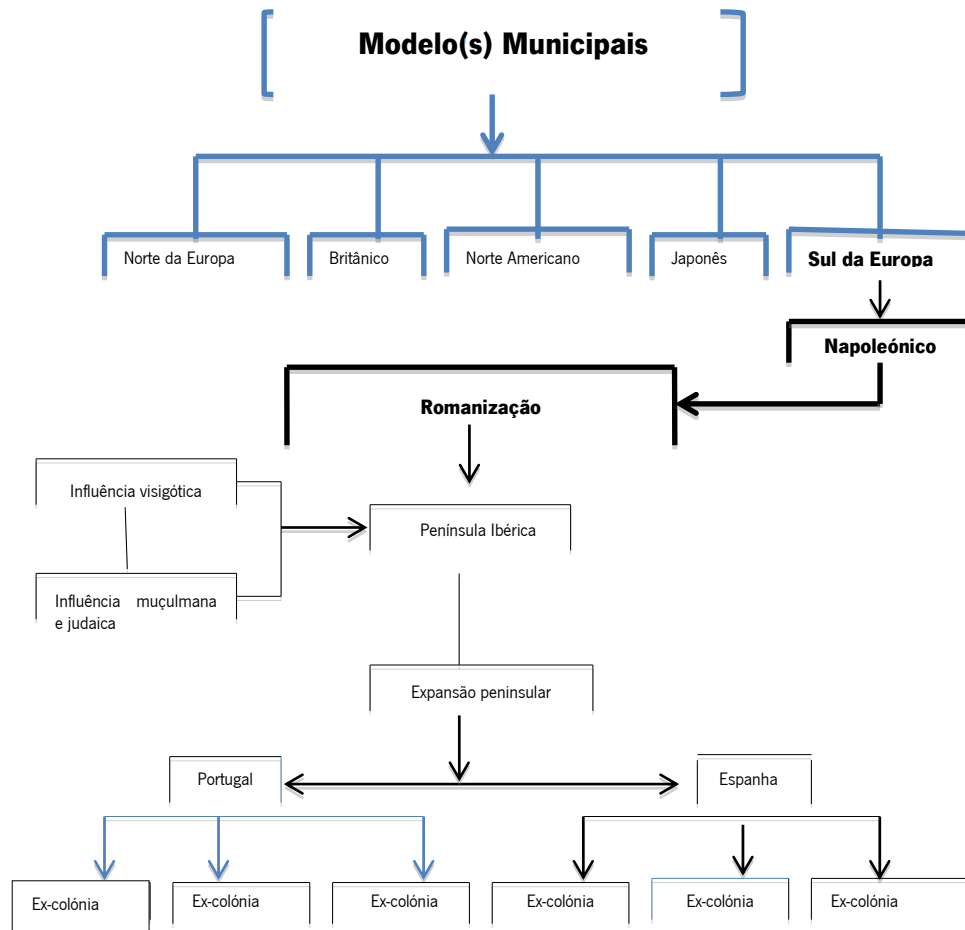 Modelo(s) Municipais
Norte da Europa
Britânico
Norte Americano
Japonês
Sul da Europa
Napoleónico
Romanização
Influência visigótica
Península Ibérica
Influência muçulmana
e judaica
Expansão peninsular
Portugal
Espanha
Ex-colónia
Ex-colónia
Ex-colónia
Ex-colónia
Ex-colónia
Ex-colónia